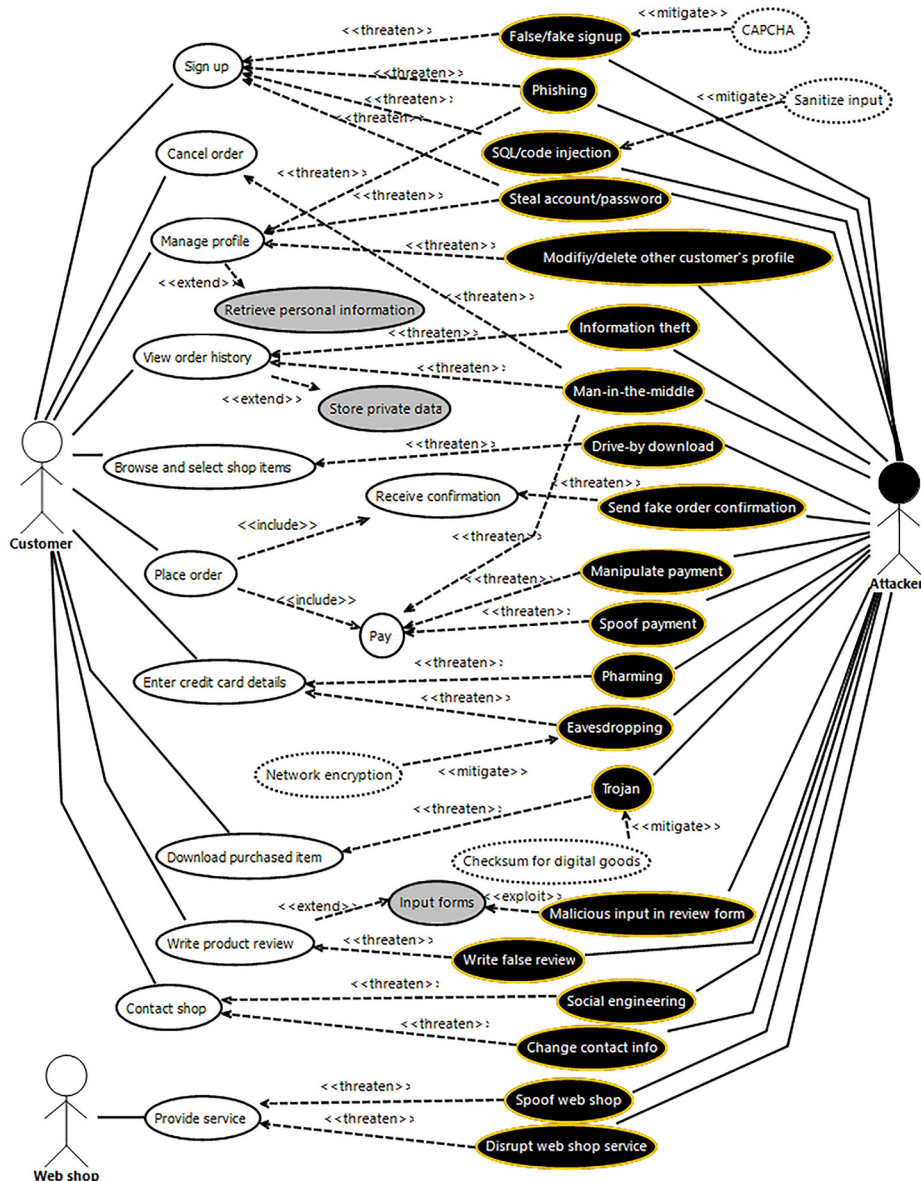 <<mitigate>>
<<threaten>>
False/fake signup
CAPCHA
Sign up
<<threaten>>
Phishing
<<threaten>>
<<mitigate>>
Sanitize input
<<threaten>>
Cancel order
SQL/code injection
<<threaten>>
Steal account/password
<<threaten>>
Manage profile
<<threaten>>
Modifiy/delete other customer's profile
<<extend>>
<<threaten>>
Retrieve personal information
Information theft
<<threaten>>
View order history
<<threaten>>
Man-in-the-middle
<<extend>>
Store private data
<<threaten>>
Drive-by download
Browse and select shop items
<<threaten>>
Receive confirmation
Send fake order confirmation
<<include>>
Customer
<<threaten>>
Place order
<<threaten>>
Manipulate payment
Attacker
<<include>>
<<threaten>>
Pay
Spoof payment
<<threaten>>
Enter credit card details
Pharming
<<threaten>>
Eavesdropping
Network encryption
<<mitigate>>
Trojan
<<threaten>>
<<mitigate>>
Download purchased item
Checksum for digital goods
<<extend>>
Input forms
<<exploit>>
Malicious input in review form
Write product review
<<threaten>>
Write false review
<<threaten>>
Contact shop
Social engineering
<<threaten>>
Change contact info
<<threaten>>
Spoof web shop
Provide service
<<threaten>>
Disrupt web shop service
Web shop